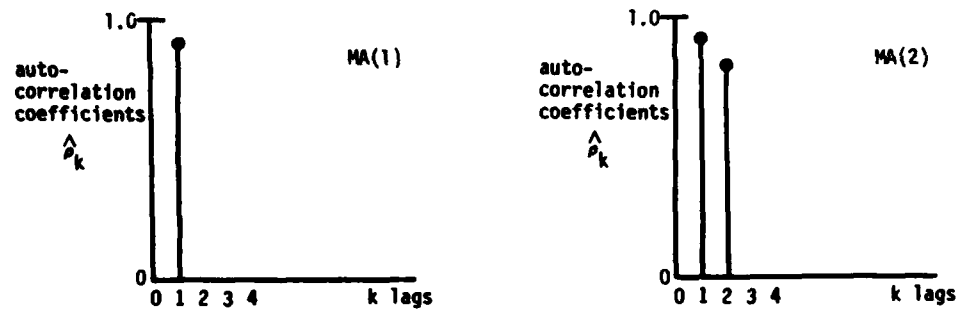 1.0
auto-
correlation
coefficients
ρ̂k
MA(1)
0
0 1 2 3 4
k lags
1.0
auto-
correlation
coefficients
ρ̂k
MA(2)
0
0 1 2 3 4
k lags